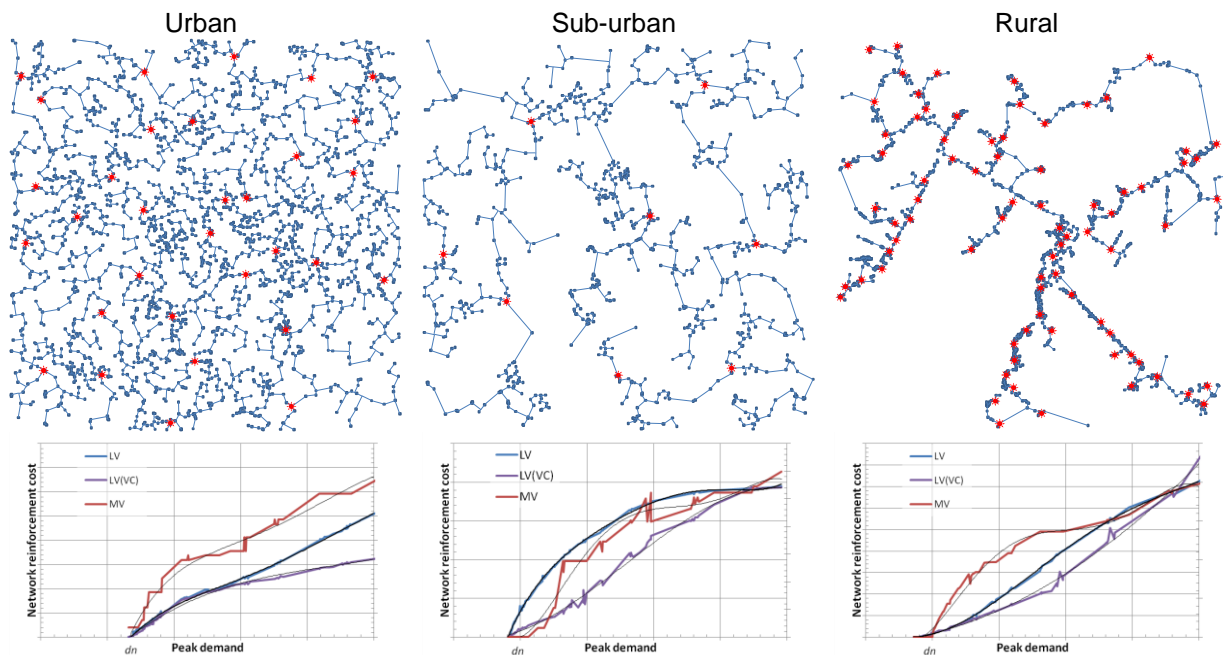 Urban
Sub-urban
Rural
Network reinforcement cost
LV
LV(VC)
MV
dn
Peak demand
Network reinforcement cost
LV
LV(VC)
MV
dn
Peak demand
Network reinforcement cost
LV
LV(VC)
MV
dn
Peak demand